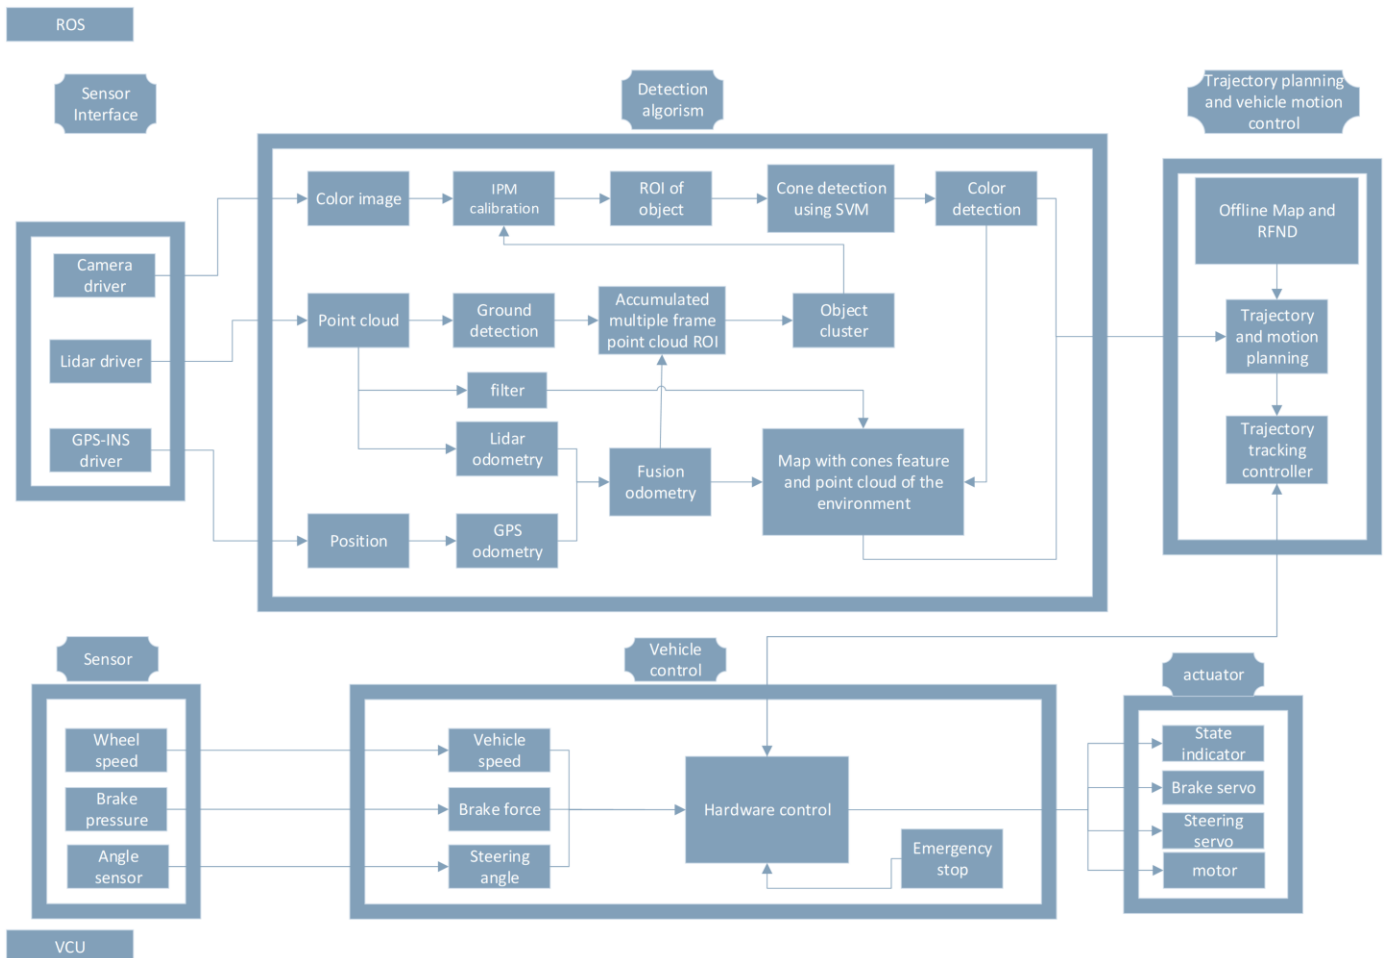 ROS
Sensor
Interface
Detection
algorism
Trajectory planning
and vehicle motion
control
Color image
IPM
calibration
ROI of
object
Cone detection
using SVM
Color
detection
Offline Map and
RFND
Camera
driver
Point cloud
Ground
detection
Accumulated
multiple frame
point cloud ROI
Object
cluster
Trajectory
and motion
planning
Lidar driver
filter
GPS-INS
driver
Lidar
odometry
Fusion
odometry
Map with cones feature
and point cloud of the
environment
Trajectory
tracking
controller
Position
GPS
odometry
Sensor
Vehicle
control
actuator
Wheel
speed
Vehicle
speed
State
indicator
Brake
pressure
Brake force
Hardware control
Brake servo
Steering
servo
Angle
sensor
Steering
angle
Emergency
stop
motor
VCU